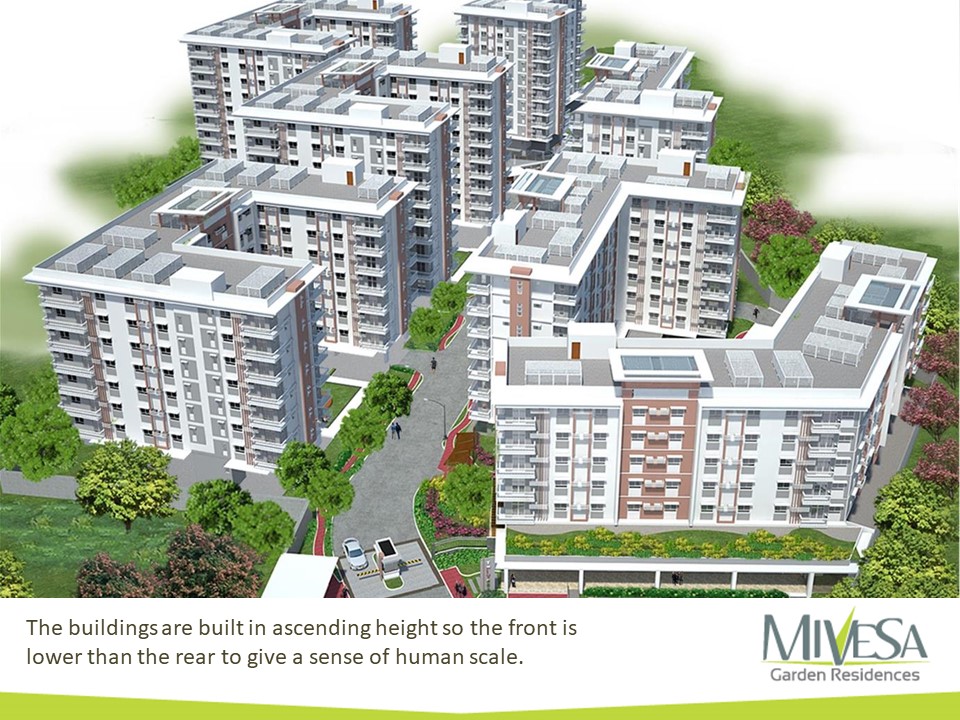 The buildings are built in ascending height so the front is
lower than the rear to give a sense of human scale.
MIVESA
Garden Residences